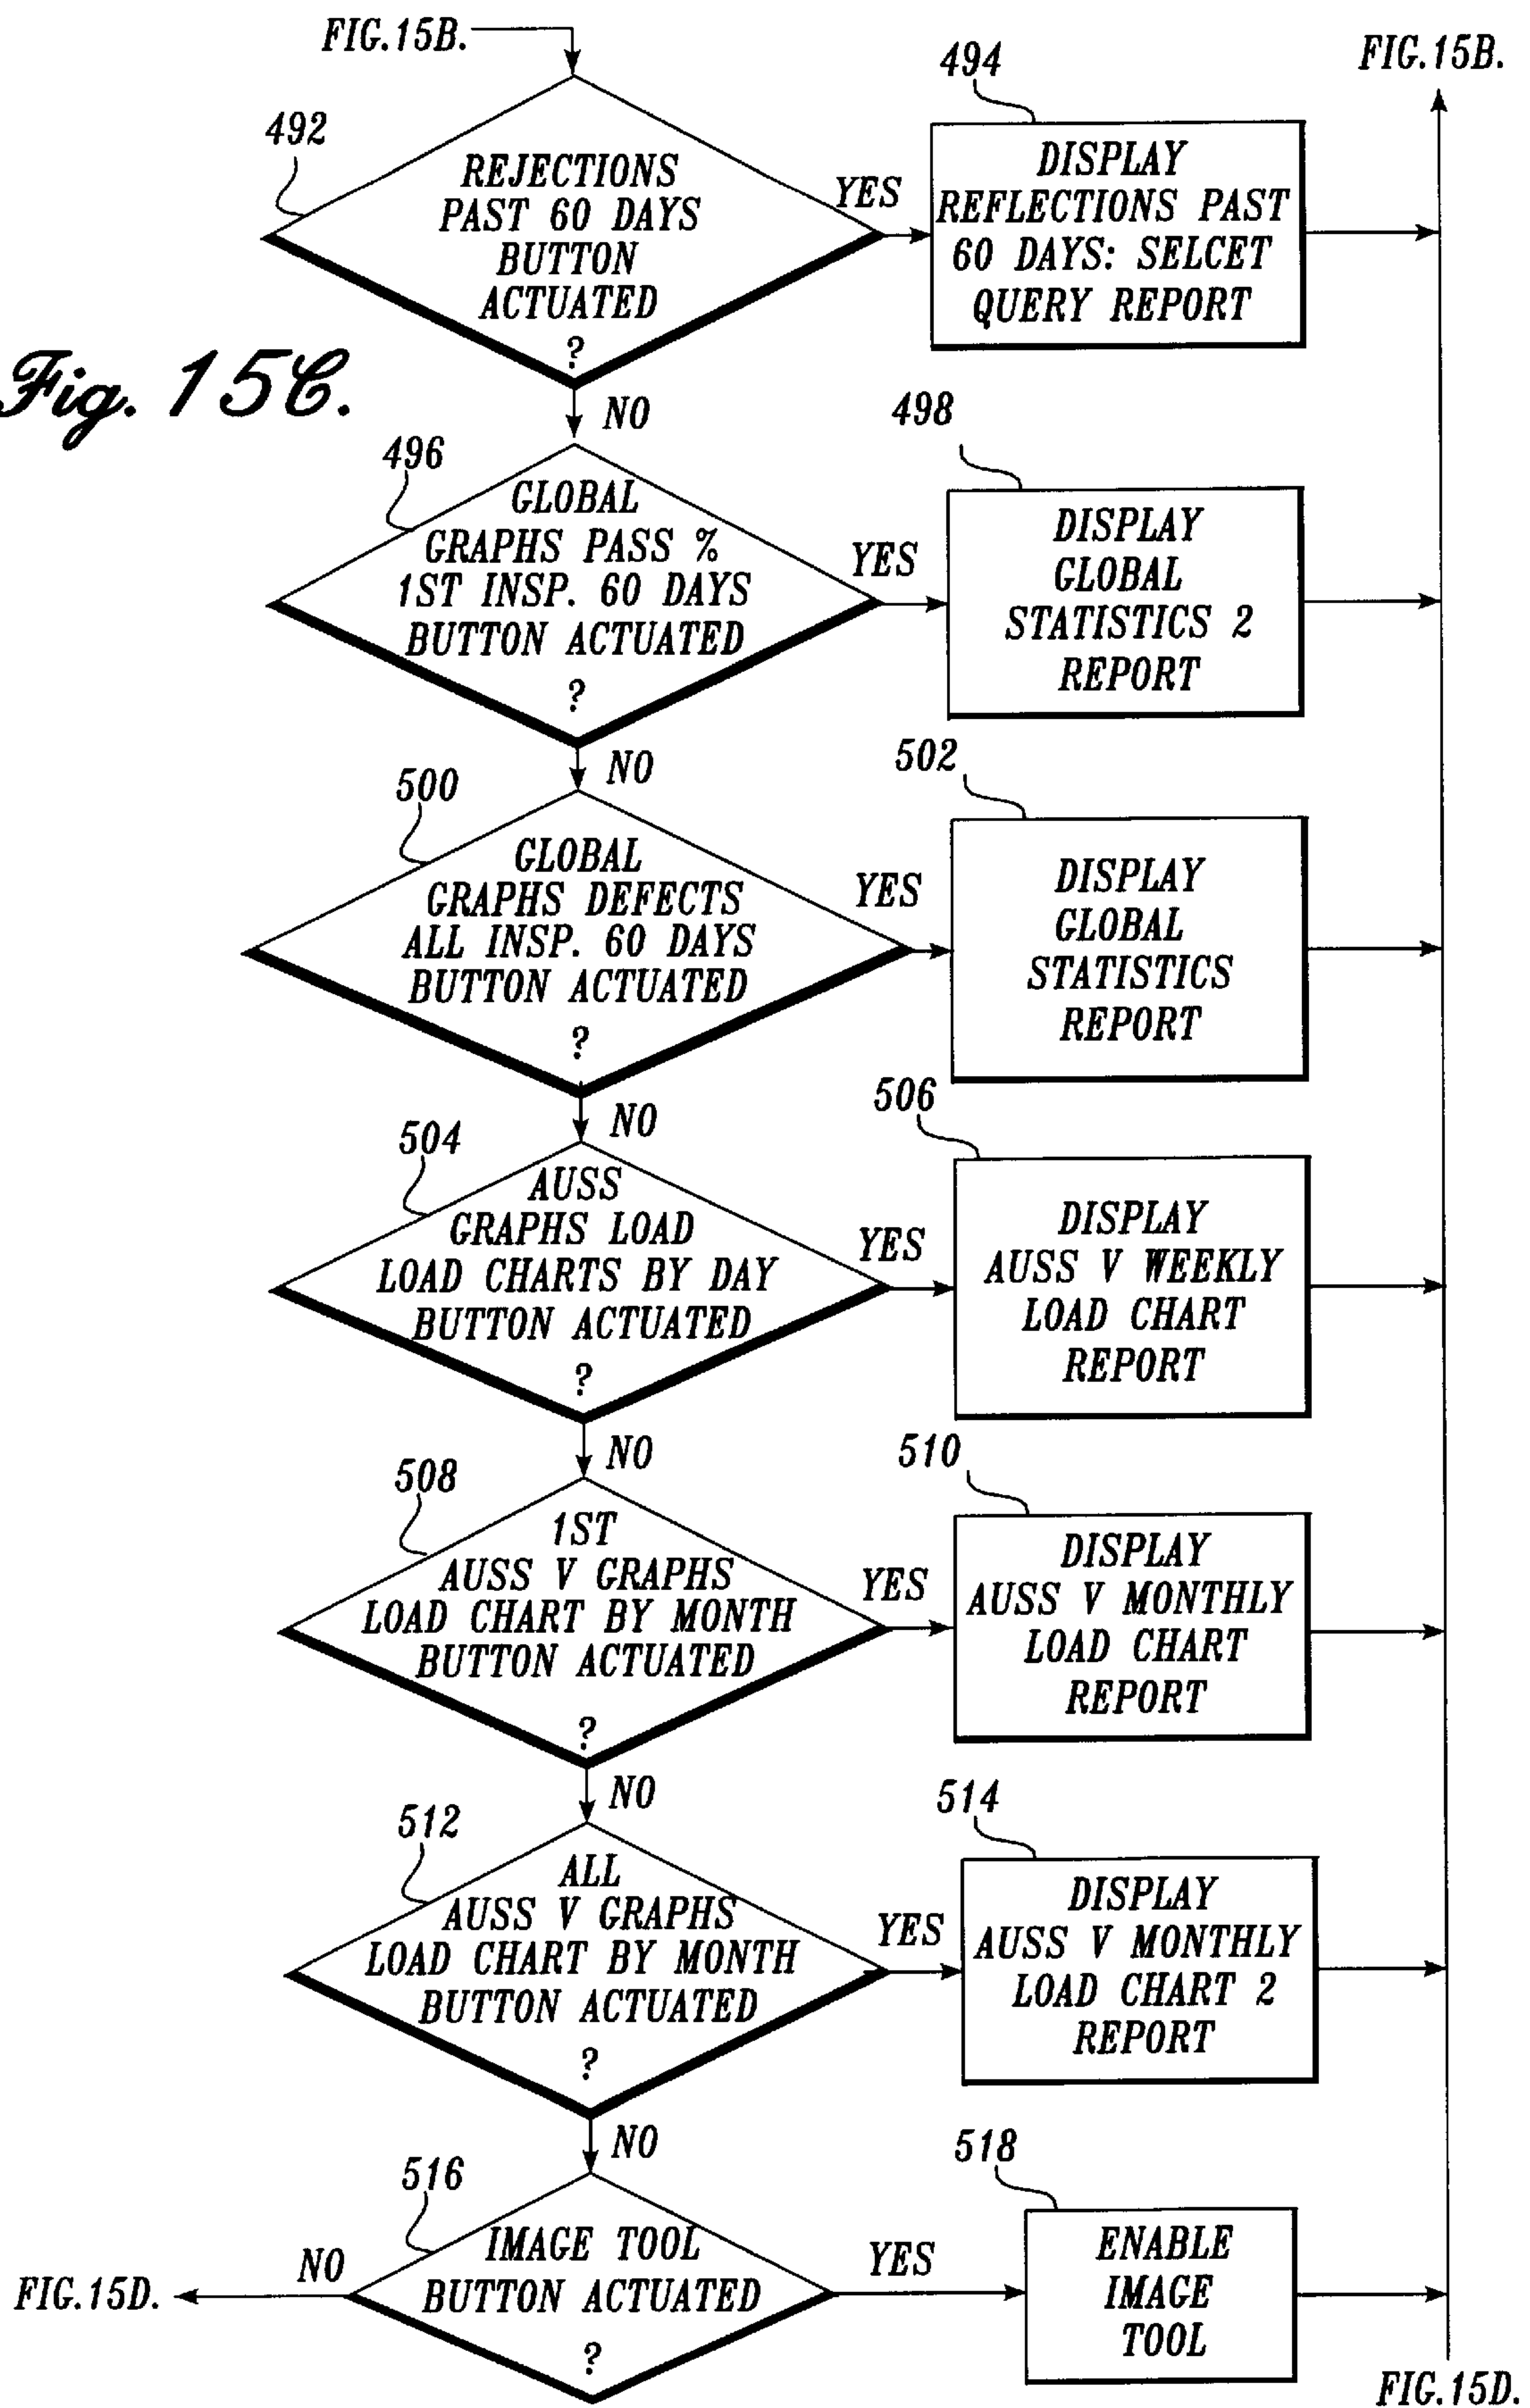 FIG.15B.
FIG.15B.
492
REJECTIONS
PAST 60 DAYS
BUTTON
ACTUATED
?
YES
494
DISPLAY
REFLECTIONS PAST
60 DAYS: SELCET
QUERY REPORT
Fig. 15C.
NO
496
GLOBAL
GRAPHS PASS %
1ST INSP. 60 DAYS
BUTTON ACTUATED
?
YES
498
DISPLAY
GLOBAL
STATISTICS 2
REPORT
NO
500
GLOBAL
GRAPHS DEFECTS
ALL INSP. 60 DAYS
BUTTON ACTUATED
?
YES
502
DISPLAY
GLOBAL
STATISTICS
REPORT
NO
504
AUSS
GRAPHS LOAD
LOAD CHARTS BY DAY
BUTTON ACTUATED
?
YES
506
DISPLAY
AUSS V WEEKLY
LOAD CHART
REPORT
NO
508
1ST
AUSS V GRAPHS
LOAD CHART BY MONTH
BUTTON ACTUATED
?
YES
510
DISPLAY
AUSS V MONTHLY
LOAD CHART
REPORT
NO
512
ALL
AUSS V GRAPHS
LOAD CHART BY MONTH
BUTTON ACTUATED
?
YES
514
DISPLAY
AUSS V MONTHLY
LOAD CHART 2
REPORT
NO
516
IMAGE TOOL
BUTTON ACTUATED
?
NO
FIG.15D.
YES
518
ENABLE
IMAGE
TOOL
FIG.15D.